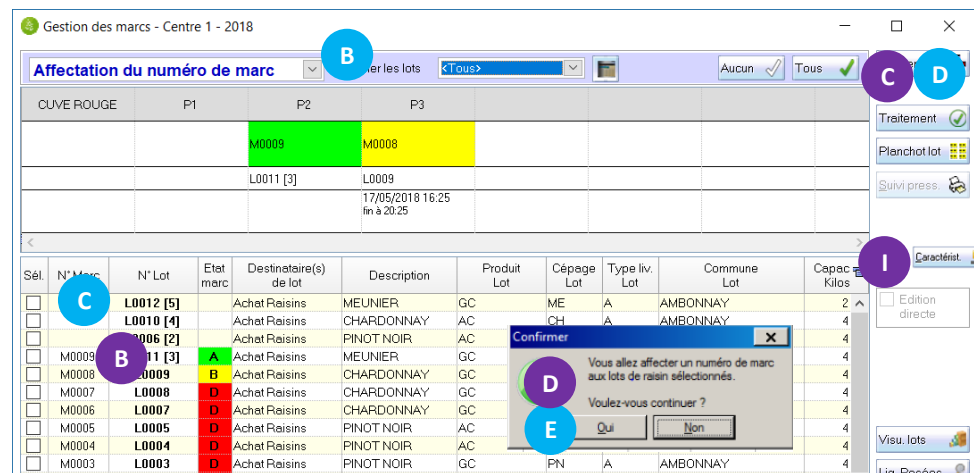 Gestion des marcs - Centre 1 - 2018
Affectation du numéro de marc B er les lots <Tous> Aucun Tous C D
CUVE ROUGE P1 P2 P3
M0009 M0008
L0011 [3] L0009
17/05/2018 16:25
fin à 20:25
Traitement
Planchot lot
Suivi press.
I Caractérist.
Edition
directe
Sél. N° Marc N° Lot Etat marc Destinataire(s) de lot Description Produit Lot Cépage Lot Type liv. Lot Commune Lot Capac Kilos
C L0012 [5] Achat Raisins MEUNIER GC ME A AMBONNAY 2
L0010 [4] Achat Raisins CHARDONNAY AC CH A AMBONNAY 4
006 [2] Achat Raisins PINOT NOIR AC 4
M0009 B 11 [3] A Achat Raisins MEUNIER GC 4
M0008 0009 B Achat Raisins CHARDONNAY GC 4
M0007 L0008 D Achat Raisins CHARDONNAY GC 4
M0006 L0007 D Achat Raisins CHARDONNAY GC 4
M0005 L0005 D Achat Raisins PINOT NOIR AC 4
M0004 L0004 D Achat Raisins PINOT NOIR AC 4
M0003 L0003 D Achat Raisins PINOT NOIR GC PN A AMBONNAY 4
Confirmer
D
Vous allez affecter un numéro de marc
aux lots de raisin sélectionnés.
Voulez-vous continuer ?
E Oui Non
Visu. lots